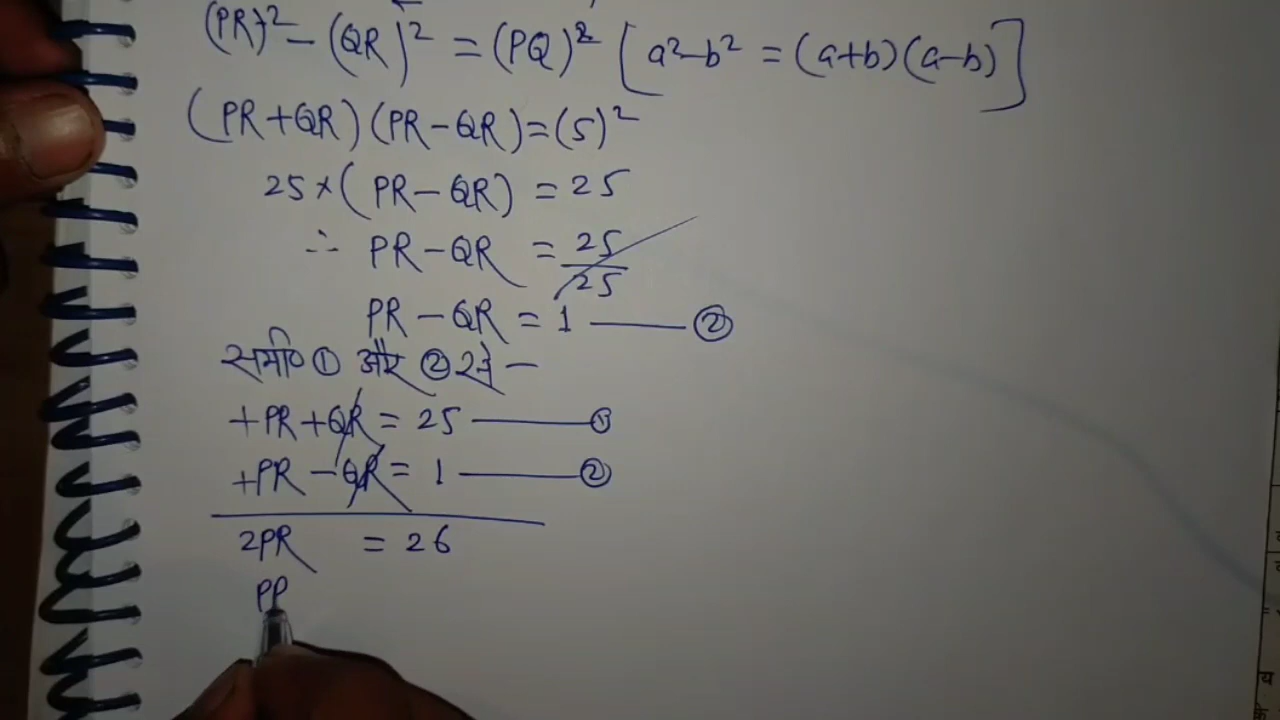 (PR)² - (QR)² = (PQ)² [a²-b² = (a+b)(a-b)]
(PR+QR)(PR-QR)=(5)²
25×(PR-QR) = 25
∴ PR-QR = 25/25
PR-QR = 1 ——— ②
समी० ① और ② से -
+PR+QR = 25 ——— ①
+PR-QR = 1 ——— ②
2PR = 26
PR